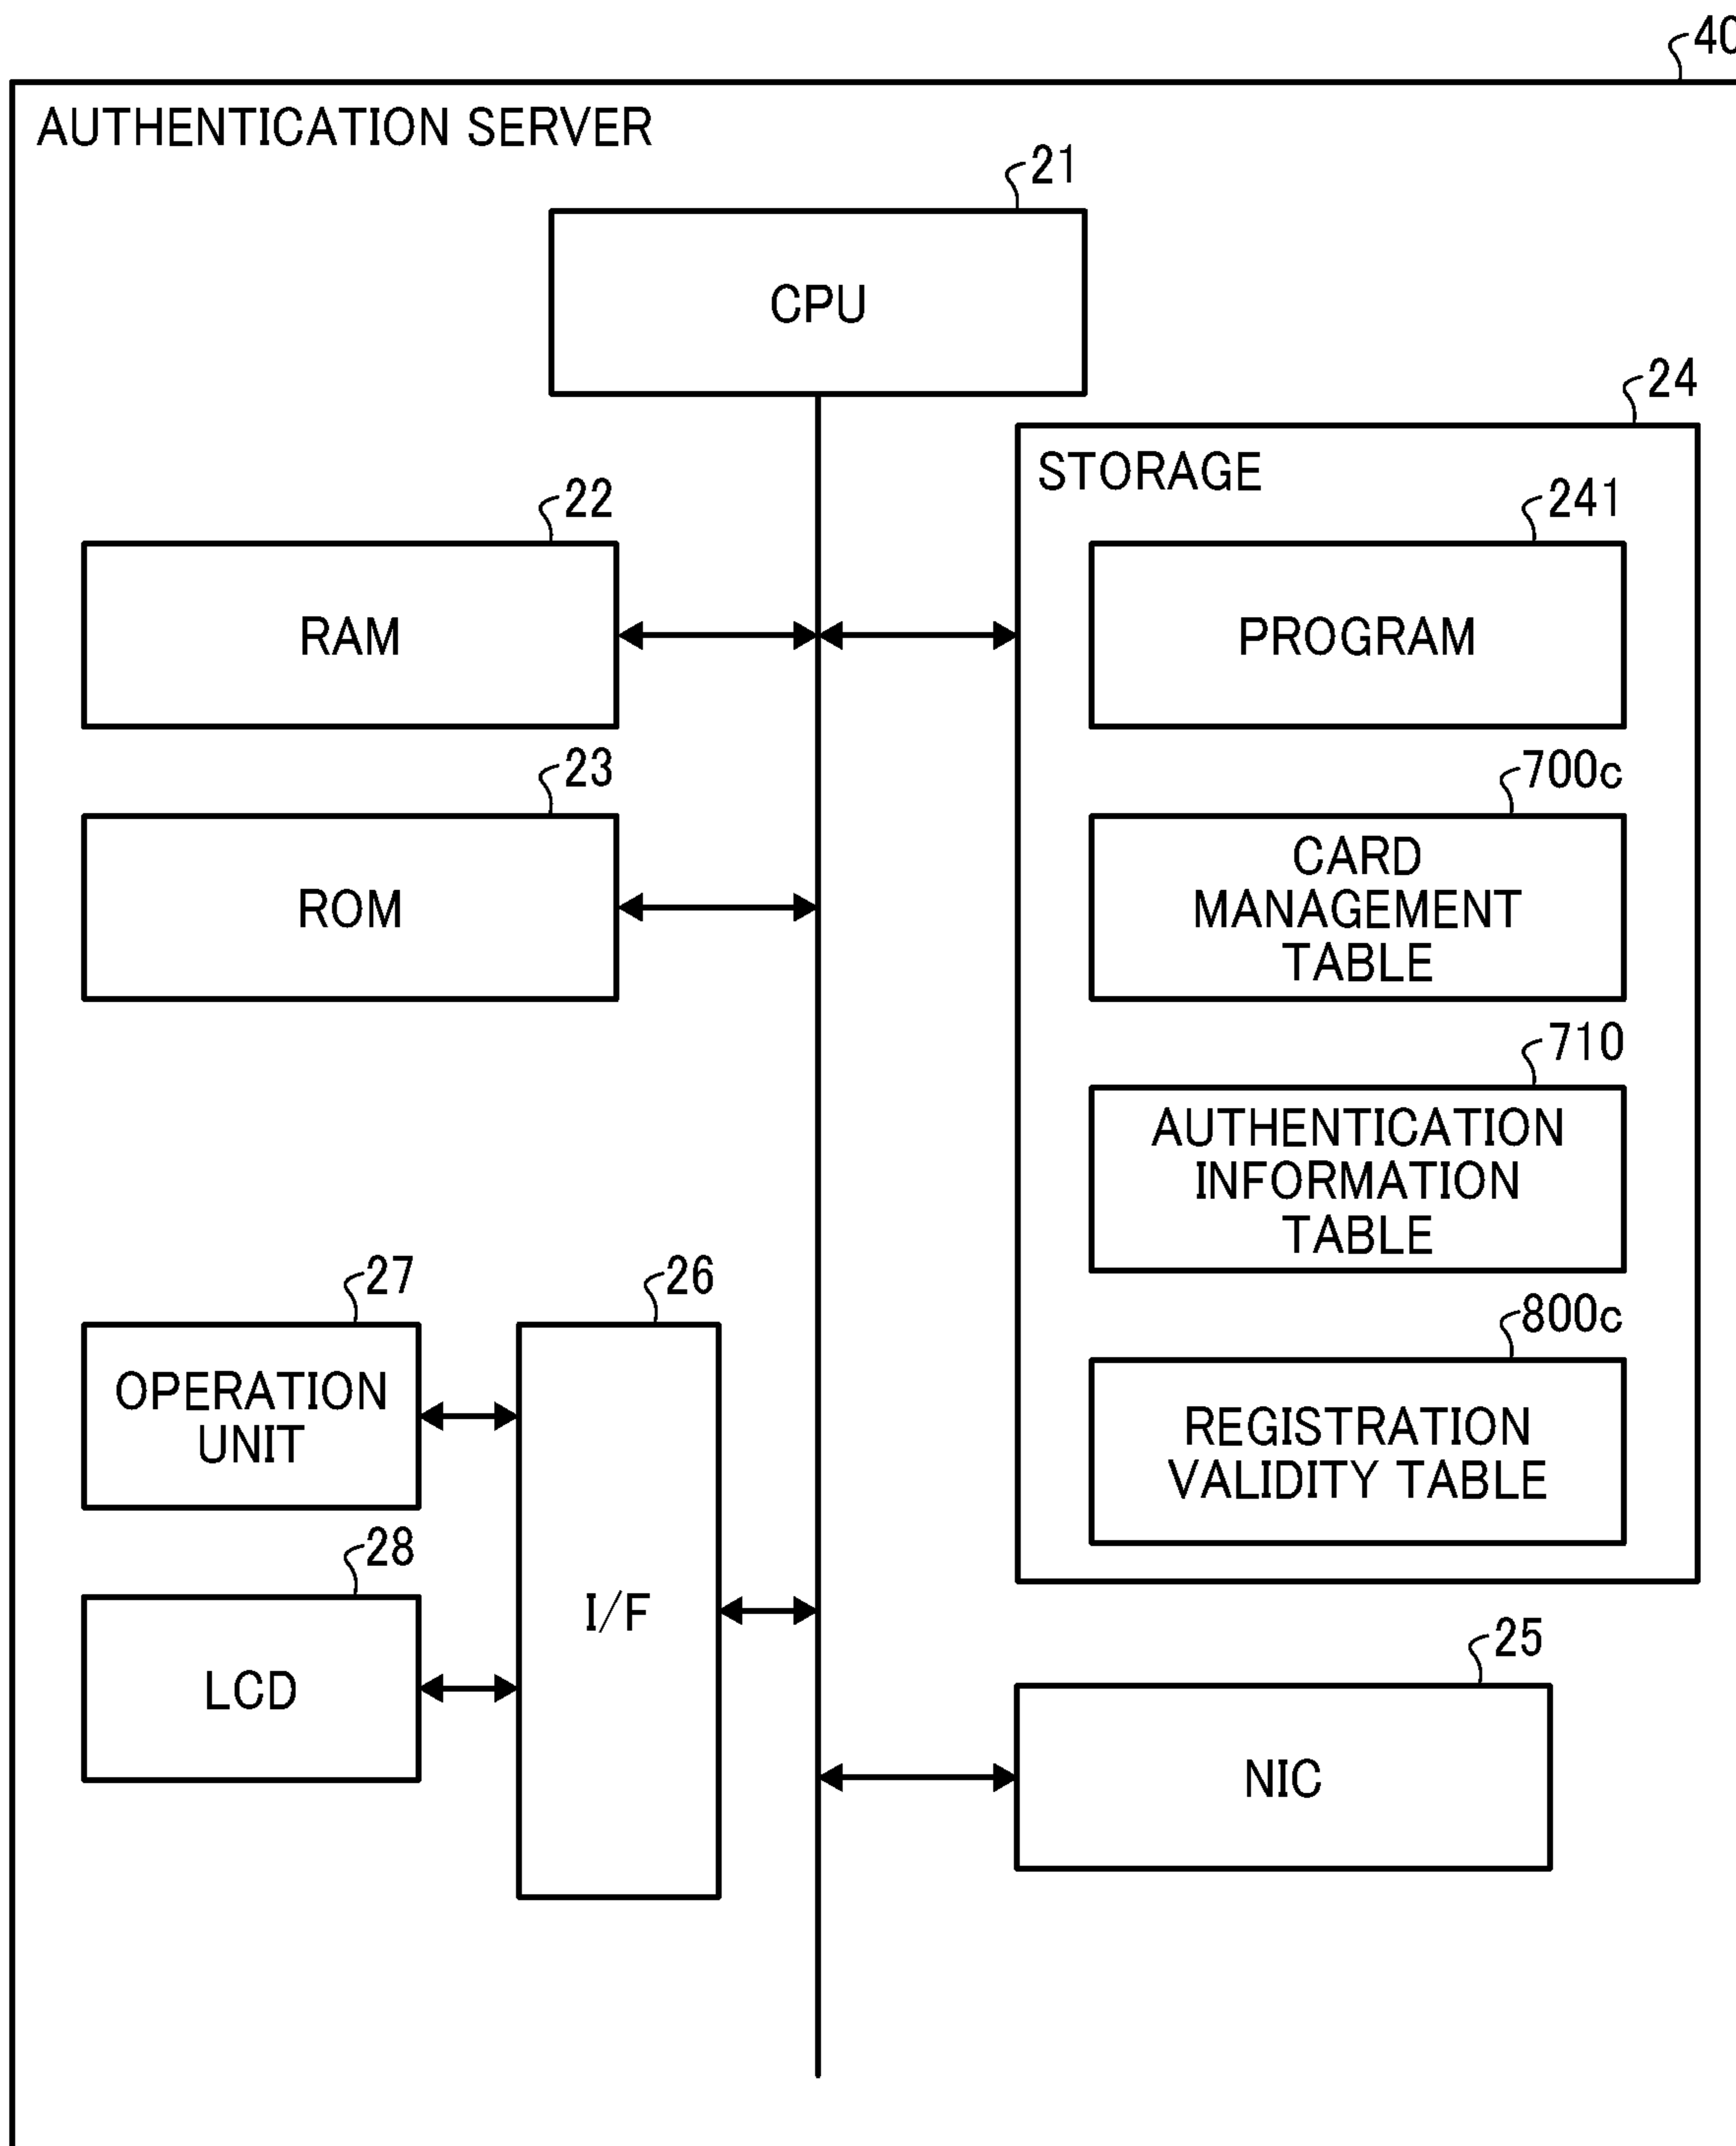 40
AUTHENTICATION SERVER
21
CPU
24
STORAGE
22
RAM
241
PROGRAM
23
ROM
700c
CARD
MANAGEMENT
TABLE
710
AUTHENTICATION
INFORMATION
TABLE
27
OPERATION
UNIT
26
I/F
800c
REGISTRATION
VALIDITY TABLE
28
LCD
25
NIC